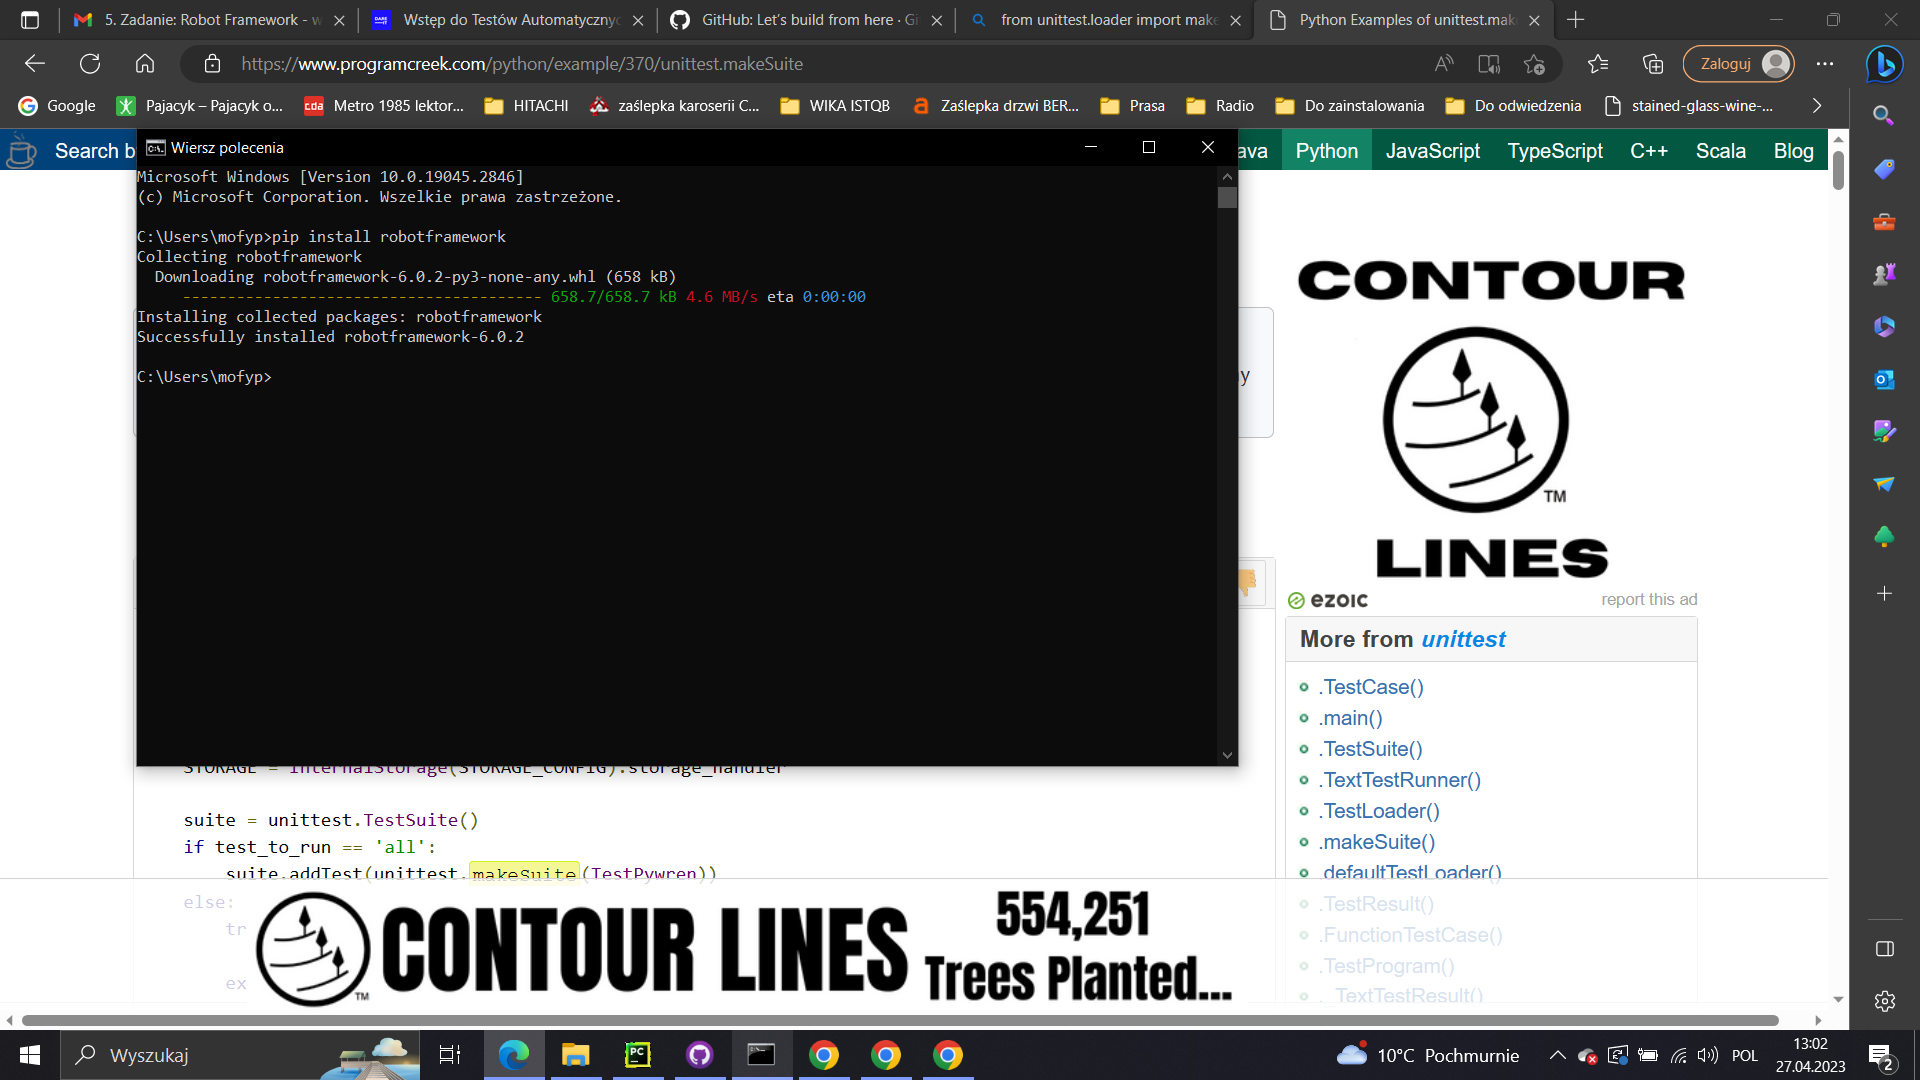 5. Zadanie: Robot Framework - w
Wstęp do Testów Automatyczny
GitHub: Let's build from here · Gi
from unittest.loader import make
Python Examples of unittest.mak
https://www.programcreek.com/python/example/370/unittest.makeSuite
Zaloguj
Google
Pajacyk – Pajacyk o...
cda
Metro 1985 lektor...
HITACHI
zaślepka karoserii C...
WIKA ISTQB
Zaślepka drzwi BER...
Prasa
Radio
Do zainstalowania
Do odwiedzenia
stained-glass-wine-...
Search b
Wiersz polecenia
ava
Python
JavaScript
TypeScript
C++
Scala
Blog
Microsoft Windows [Version 10.0.19045.2846]
(c) Microsoft Corporation. Wszelkie prawa zastrzeżone.
C:\Users\mofyp>pip install robotframework
Collecting robotframework
Downloading robotframework-6.0.2-py3-none-any.whl (658 kB)
---------------------------------------- 658.7/658.7 kB 4.6 MB/s eta 0:00:00
Installing collected packages: robotframework
Successfully installed robotframework-6.0.2
C:\Users\mofyp>
y
CONTOUR
TM
LINES
ezoic
report this ad
More from unittest
.TestCase()
.main()
.TestSuite()
.TextTestRunner()
.TestLoader()
.makeSuite()
.defaultTestLoader()
.TestResult()
.FunctionTestCase()
.TestProgram()
._TextTestResult()
STORAGE = InternalStorage(STORAGE_CONFIG).storage_handler
suite = unittest.TestSuite()
if test_to_run == 'all':
suite.addTest(unittest.makeSuite(TestPywren))
else:
tr
ex
TM
CONTOUR LINES
554,251
Trees Planted...
Wyszukaj
PC
10°C Pochmurnie
POL
13:02
27.04.2023
2